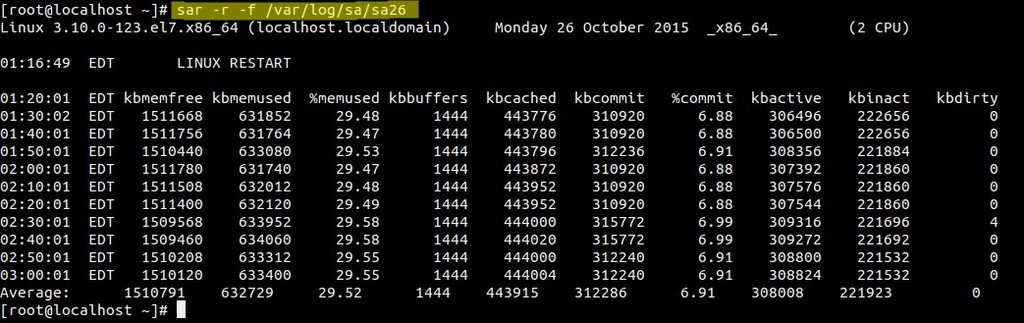 [root@localhost ~]# sar -r -f /var/log/sa/sa26
Linux 3.10.0-123.el7.x86_64 (localhost.localdomain) Monday 26 October 2015 _x86_64_ (2 CPU)
01:16:49 EDT LINUX RESTART
01:20:01 EDT kbmemfree kbmemused %memused kbbuffers kbcached kbcommit %commit kbactive kbinact kbdirty
01:30:02 EDT 1511668 631852 29.48 1444 443776 310920 6.88 306496 222656 0
01:40:01 EDT 1511756 631764 29.47 1444 443780 310920 6.88 306500 222656 0
01:50:01 EDT 1510440 633080 29.53 1444 443796 312236 6.91 308356 221884 0
02:00:01 EDT 1511780 631740 29.47 1444 443872 310920 6.88 307392 221860 0
02:10:01 EDT 1511508 632012 29.48 1444 443952 310920 6.88 307576 221860 0
02:20:01 EDT 1511400 632120 29.49 1444 443952 310920 6.88 307544 221860 0
02:30:01 EDT 1509568 633952 29.58 1444 444000 315772 6.99 309316 221696 4
02:40:01 EDT 1509460 634060 29.58 1444 444020 315772 6.99 309272 221692 0
02:50:01 EDT 1510208 633312 29.55 1444 444000 312240 6.91 308800 221532 0
03:00:01 EDT 1510120 633400 29.55 1444 444004 312240 6.91 308824 221532 0
Average: 1510791 632729 29.52 1444 443915 312286 6.91 308008 221923 0
[root@localhost ~]#